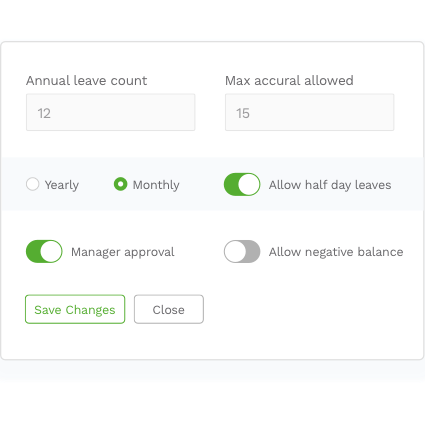 Annual leave count
Max accural allowed
12
15
Yearly
Monthly
Allow half day leaves
Manager approval
Allow negative balance
Save Changes
Close